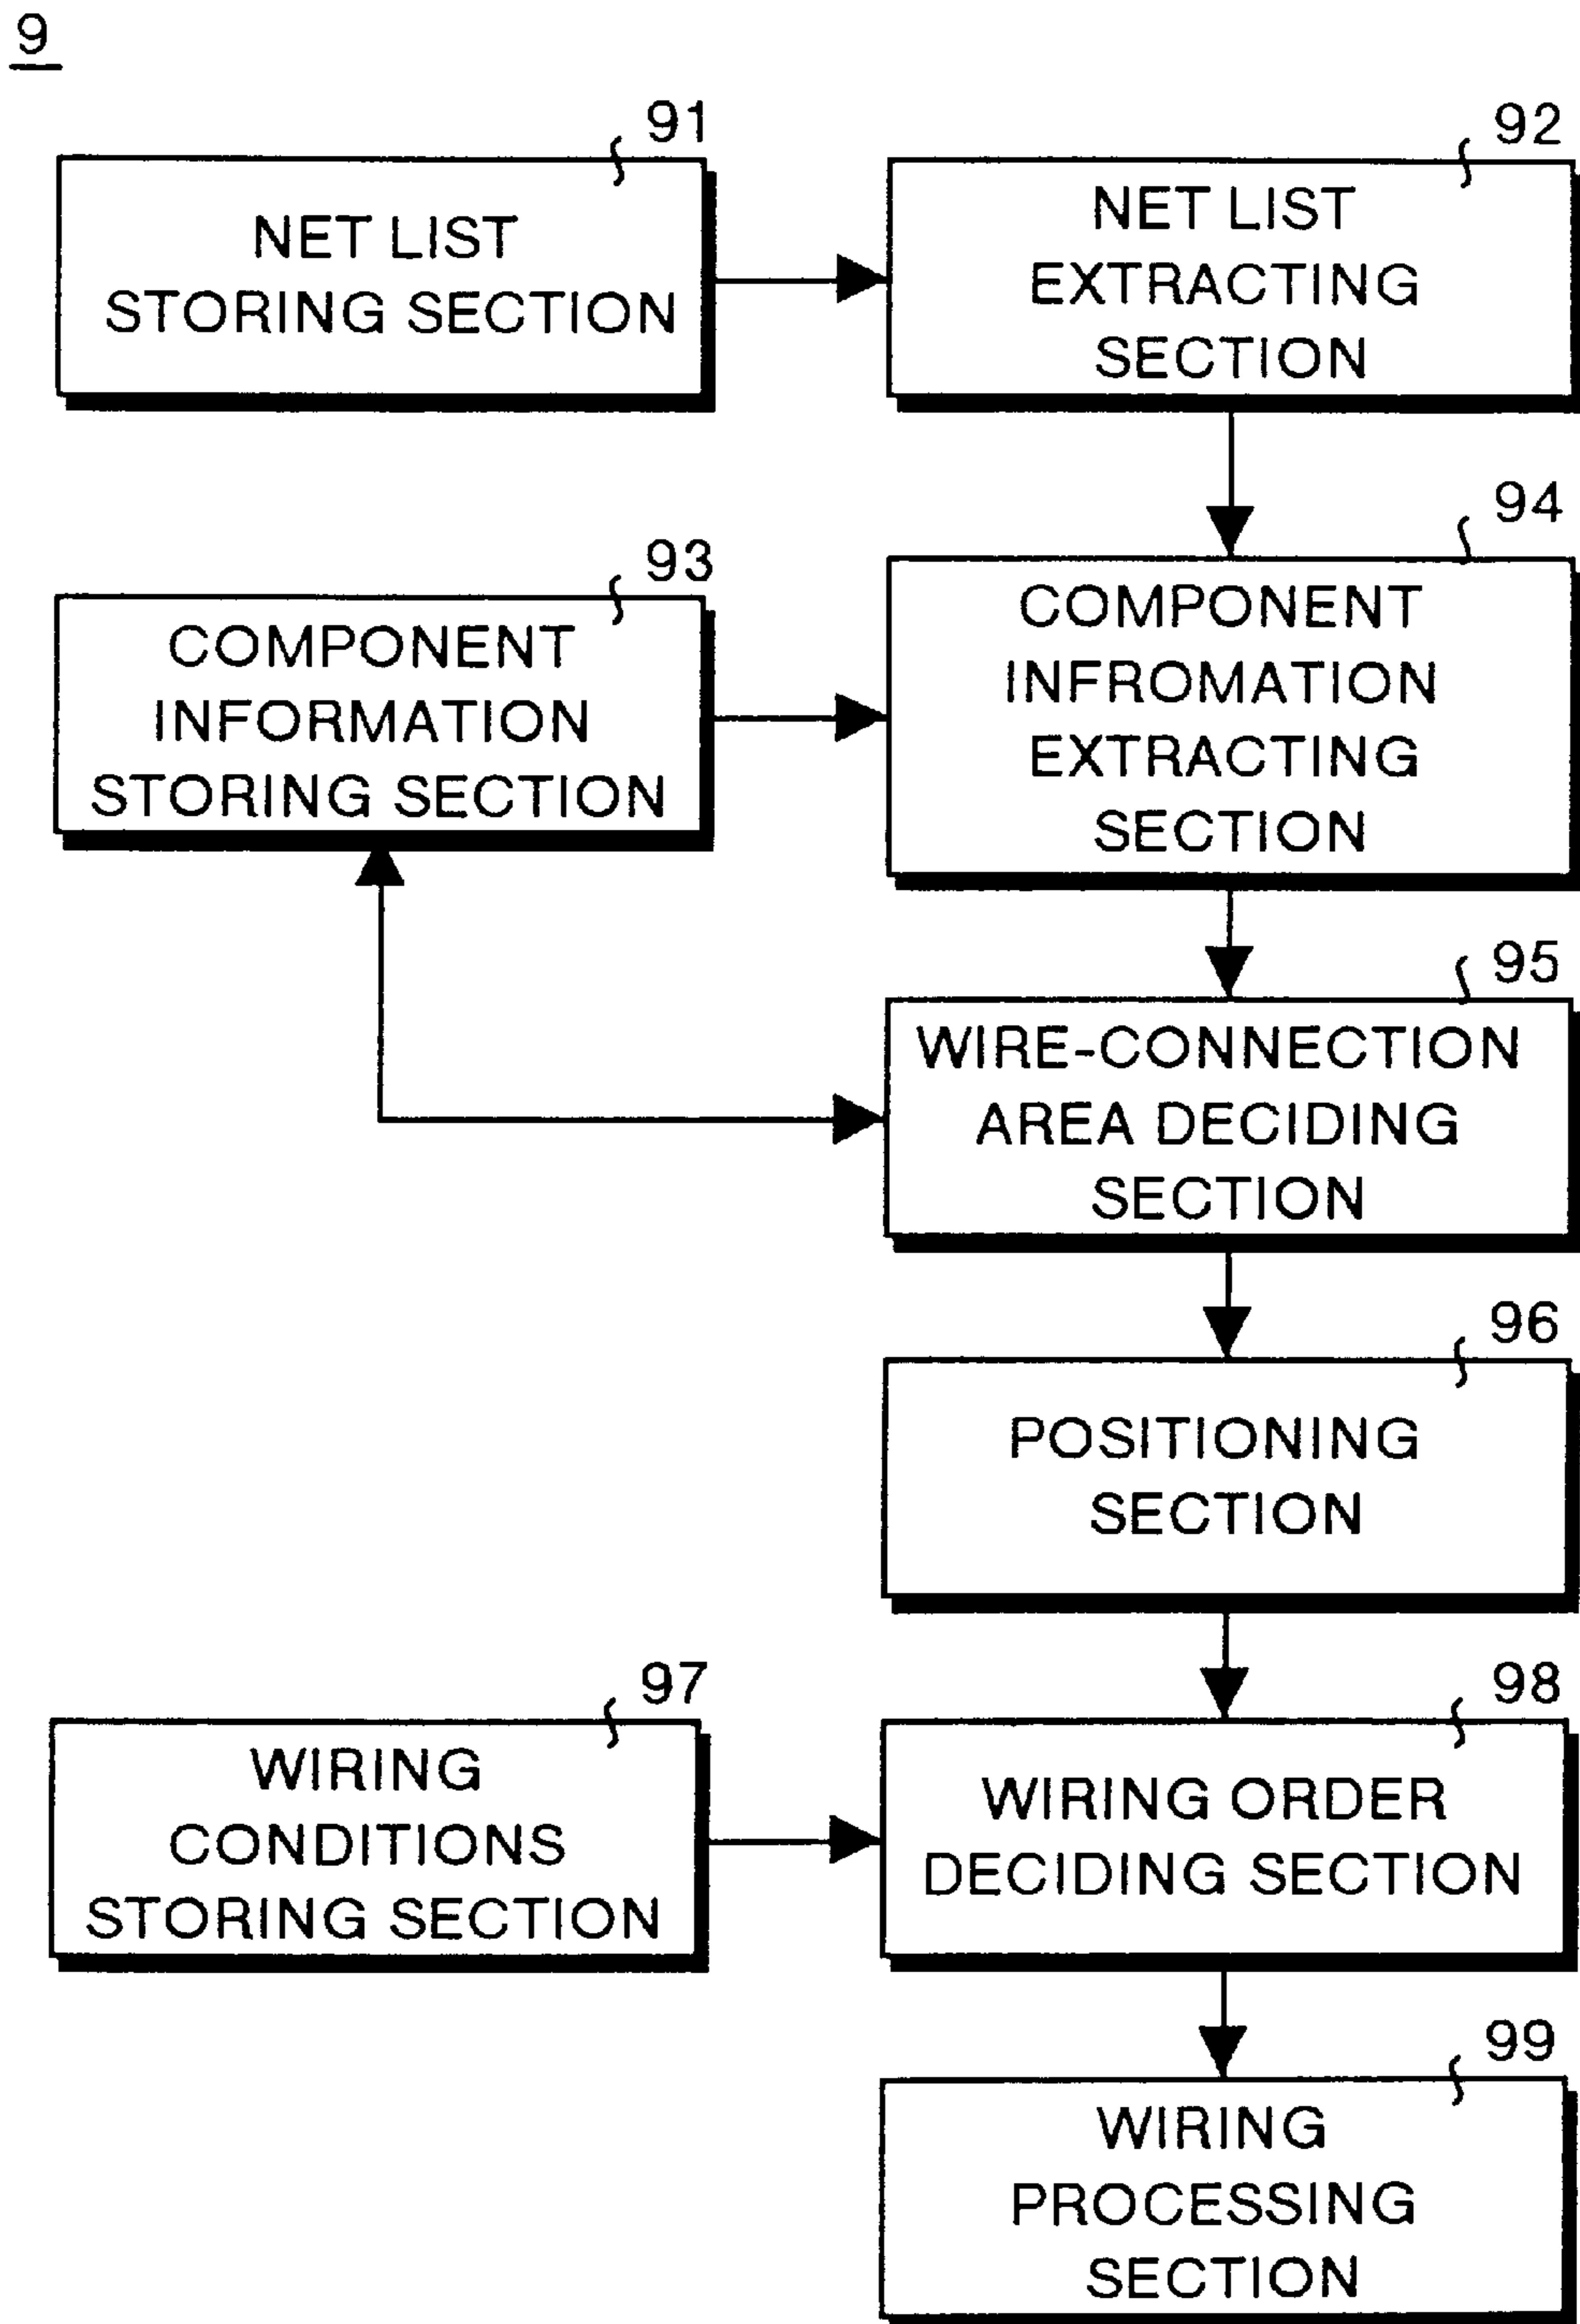 9
91
NET LIST
STORING SECTION
92
NET LIST
EXTRACTING
SECTION
93
COMPONENT
INFORMATION
STORING SECTION
94
COMPONENT
INFROMATION
EXTRACTING
SECTION
95
WIRE-CONNECTION
AREA DECIDING
SECTION
96
POSITIONING
SECTION
97
WIRING
CONDITIONS
STORING SECTION
98
WIRING ORDER
DECIDING SECTION
99
WIRING
PROCESSING
SECTION